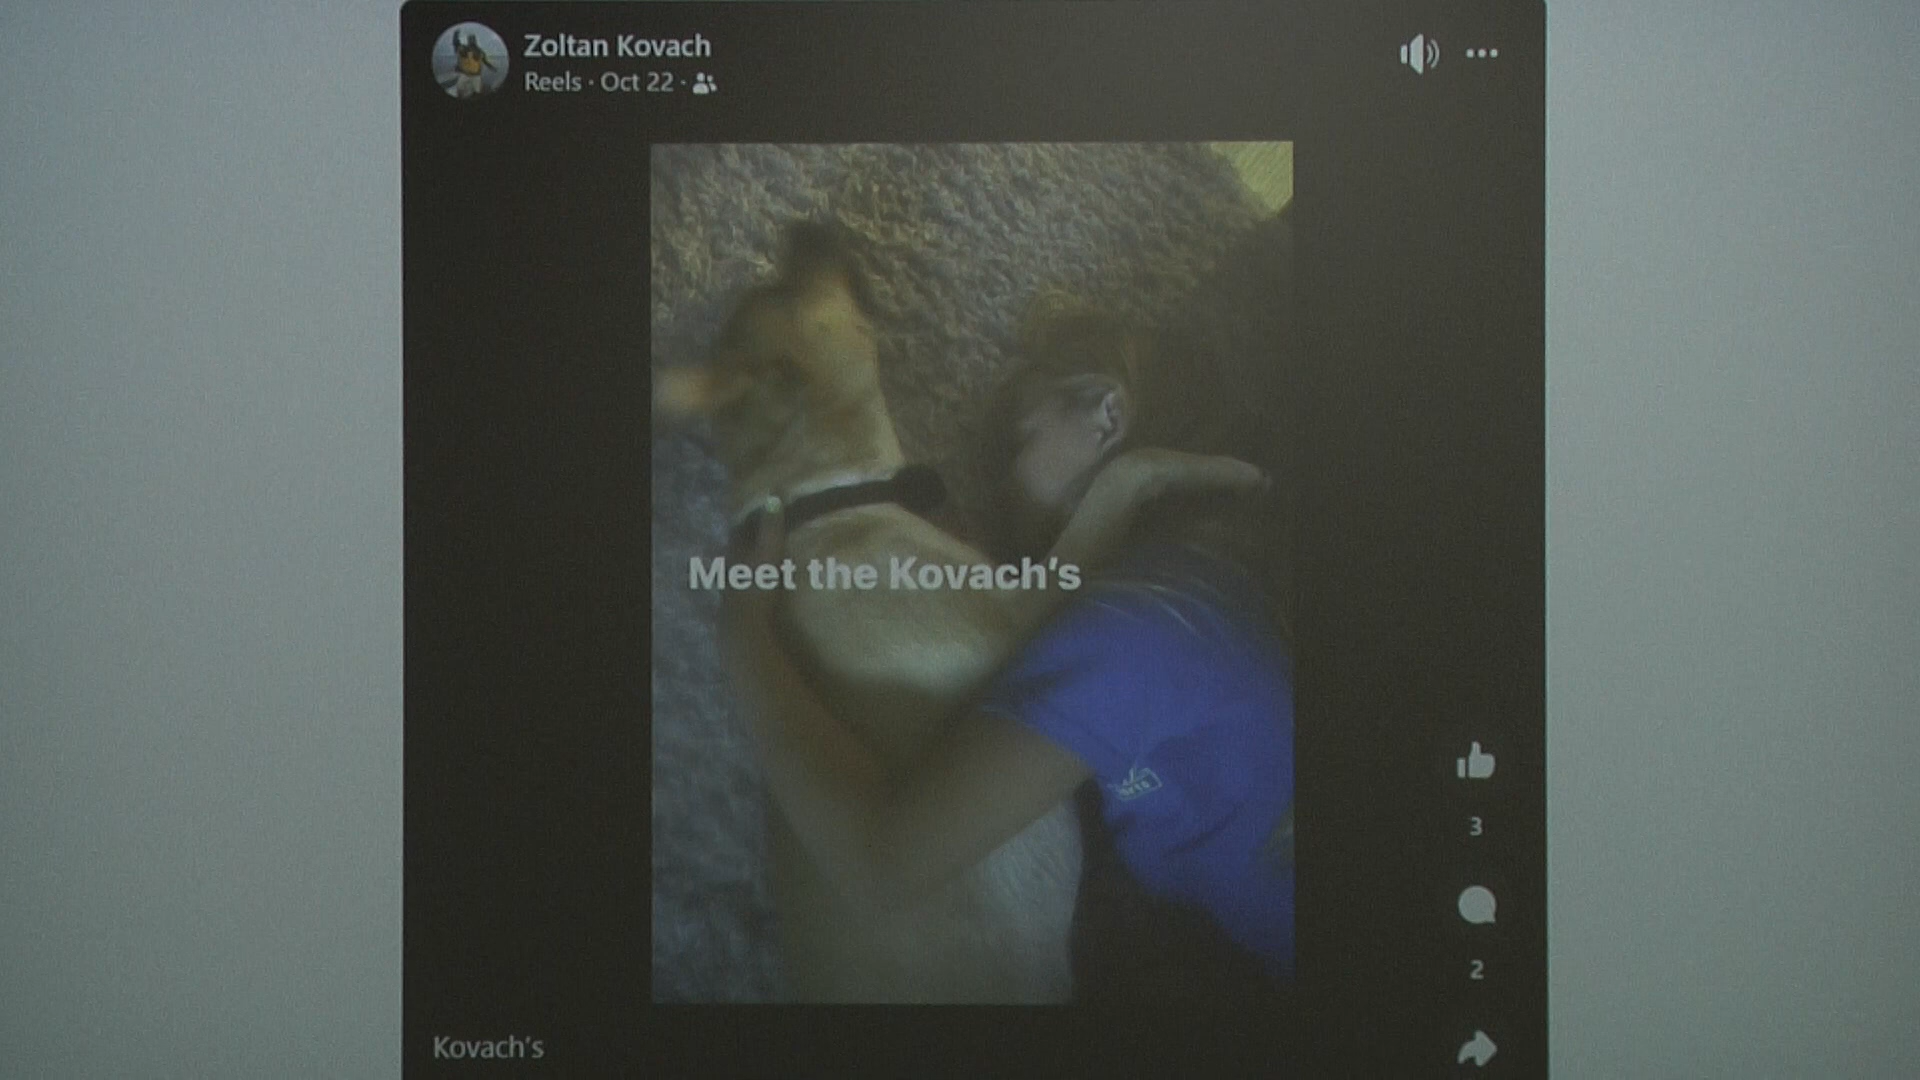 Zoltan Kovach
Reels · Oct 22 ·
Meet the Kovach's
3
2
Kovach's